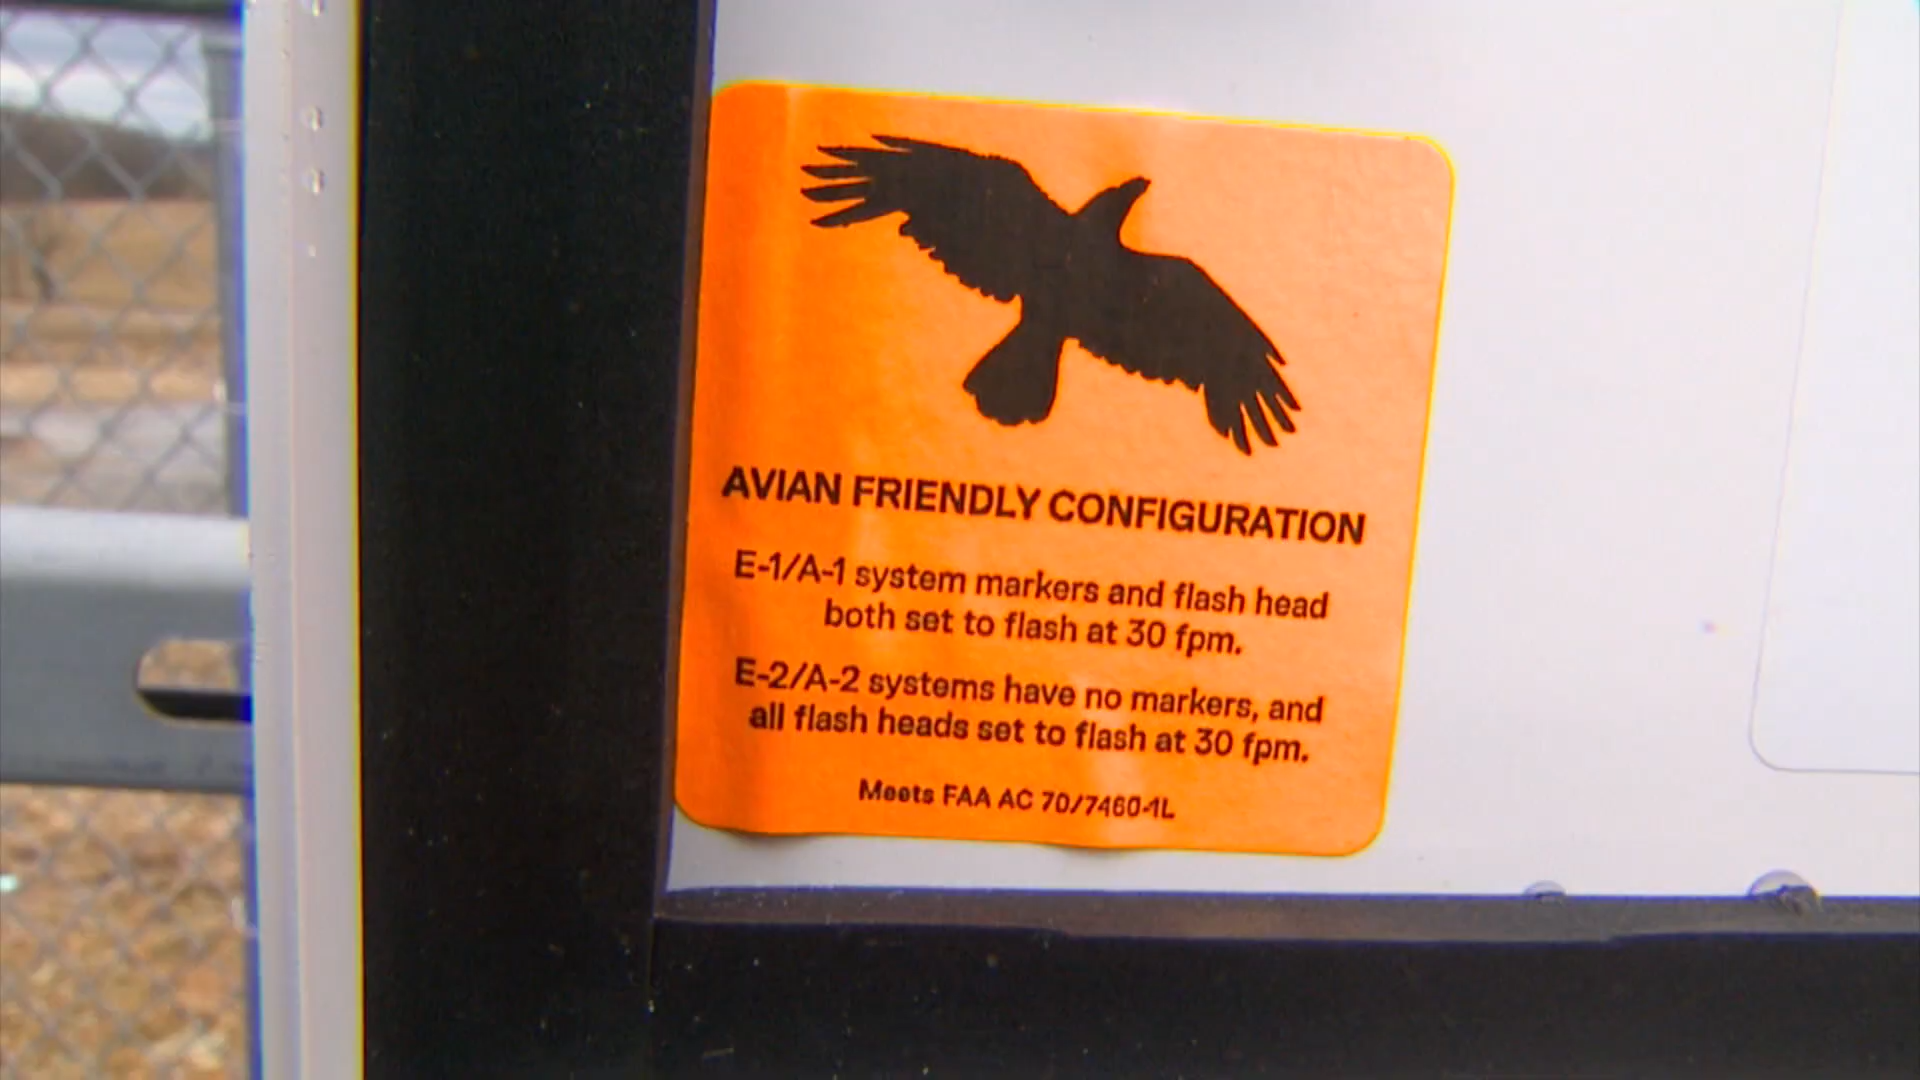 AVIAN FRIENDLY CONFIGURATION
E-1/A-1 system markers and flash head
both set to flash at 30 fpm.
E-2/A-2 systems have no markers, and
all flash heads set to flash at 30 fpm.
Meets FAA AC 70/7460-1L